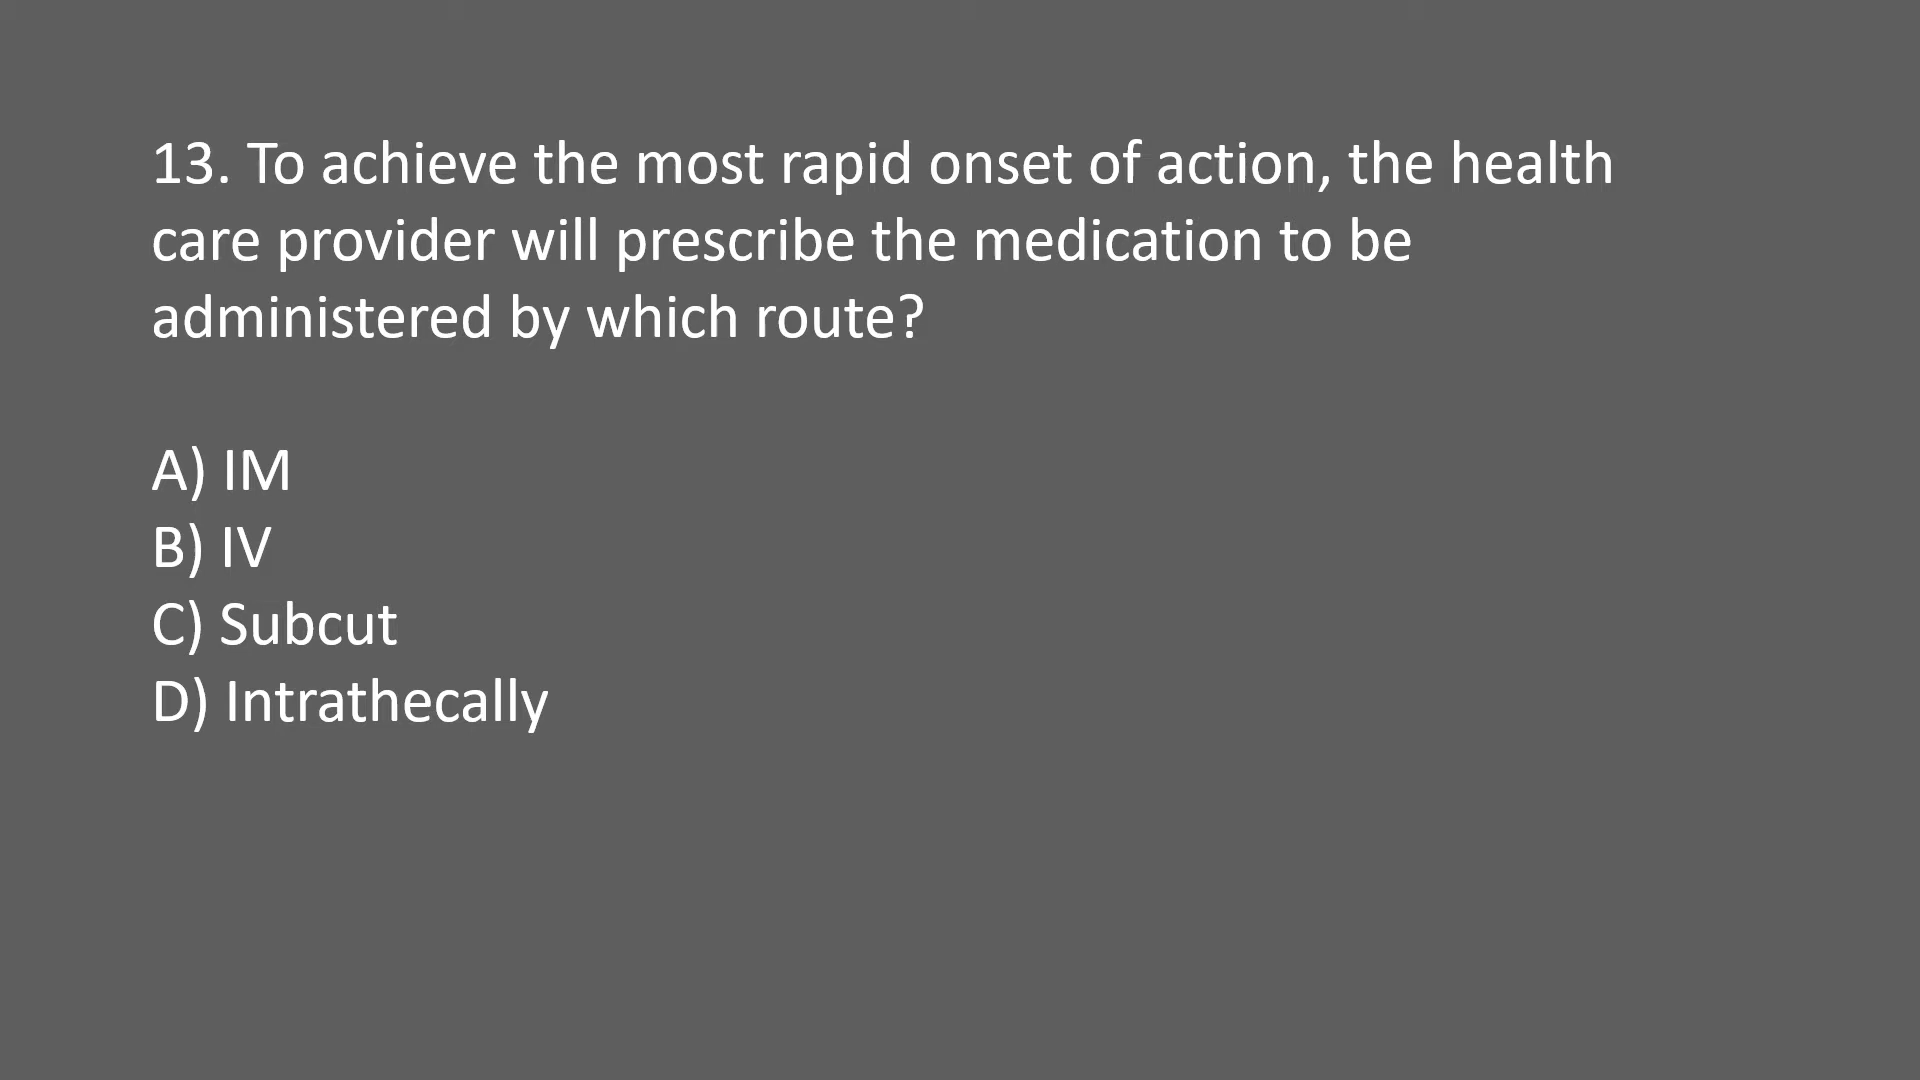 13. To achieve the most rapid onset of action, the health
care provider will prescribe the medication to be
administered by which route?
A) IM
B) IV
C) Subcut
D) Intrathecally